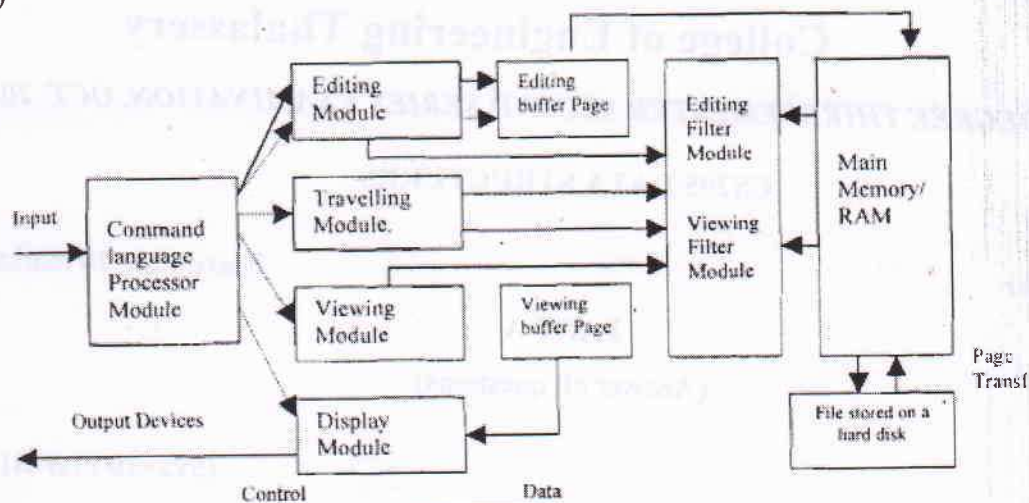 Editing
Module
Editing
buffer Page
Editing
Filter
Module
Main
Memory/
RAM
Input
Command
language
Processor
Module
Travelling
Module.
Viewing
Filter
Module
Viewing
Module
Viewing
buffer Page
Page
Transf
File stored on a
hard disk
Output Devices
Display
Module
Control
Data
College of Engineering Thalassery